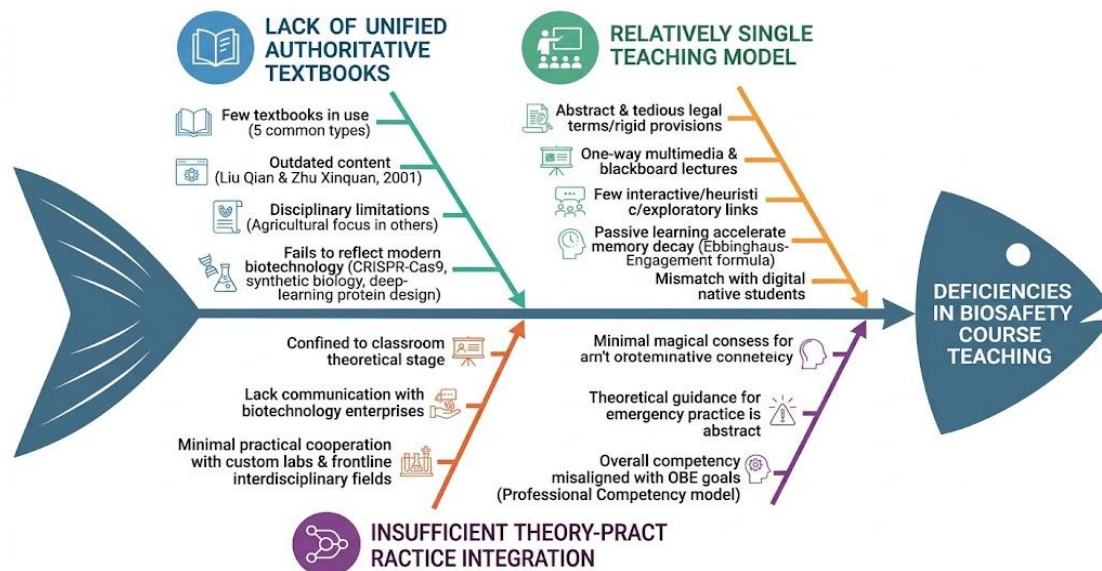 LACK OF UNIFIED
AUTHORITATIVE
TEXTBOOKS
Few textbooks in use
(5 common types)
Outdated content
(Liu Qian & Zhu Xinquan, 2001)
Disciplinary limitations
(Agricultural focus in others)
Fails to reflect modern
biotechnology (CRISPR-Cas9,
synthetic biology, deep-
learning protein design)
RELATIVELY SINGLE
TEACHING MODEL
Abstract & tedious legal
terms/rigid provisions
One-way multimedia &
blackboard lectures
Few interactive/heuristi
c/exploratory links
Passive learning accelerate
memory decay (Ebbinghaus-
Engagement formula)
Mismatch with digital
native students
DEFICIENCIES
IN BIOSAFETY
COURSE
TEACHING
Confined to classroom
theoretical stage
Lack communication with
biotechnology enterprises
Minimal practical cooperation
with custom labs & frontline
interdisciplinary fields
Minimal magical consess for
Theoretical guidance for
emergency practice is
abstract
Overall competency
misaligned with OBE goals
(Professional Competency model)
INSUFFICIENT THEORY-PRACT
RACTICE INTEGRATION